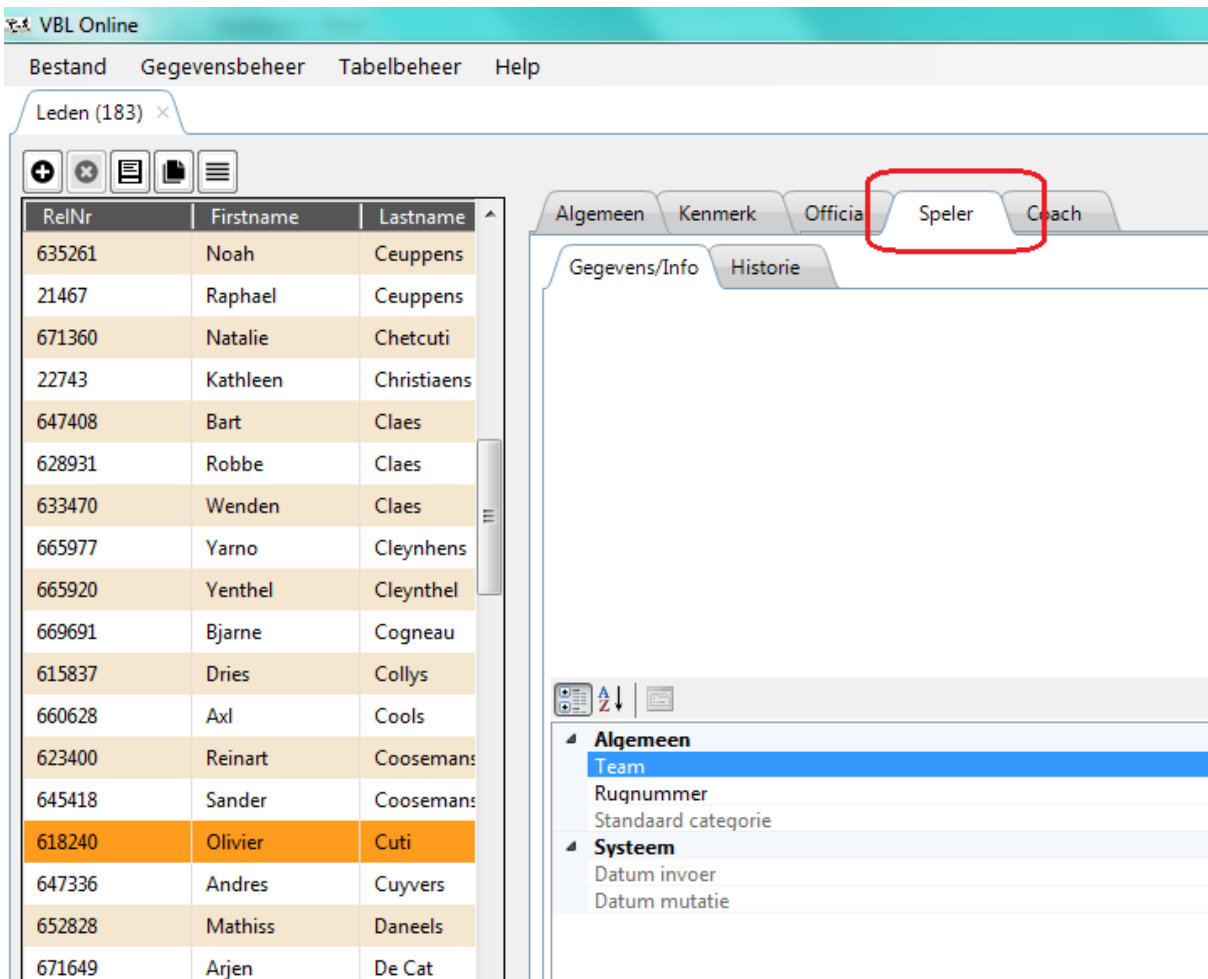 VBL Online
Bestand Gegevensbeheer Tabelbeheer Help
Leden (183)
RelNr Firstname Lastname
635261 Noah Ceuppens
21467 Raphael Ceuppens
671360 Natalie Chetcuti
22743 Kathleen Christiaens
647408 Bart Claes
628931 Robbe Claes
633470 Wenden Claes
665977 Yarno Cleynhens
665920 Yenthel Cleynthel
669691 Bjarne Cogneau
615837 Dries Collys
660628 Axl Cools
623400 Reinart Coosemans
645418 Sander Coosemans
618240 Olivier Cuti
647336 Andres Cuyvers
652828 Mathiss Daneels
671649 Arjen De Cat
Algemeen Kenmerk Officia Speler Coach
Gegevens/Info Historie
Algemeen
Team
Rugnummer
Standaard categorie
Systeem
Datum invoer
Datum mutatie